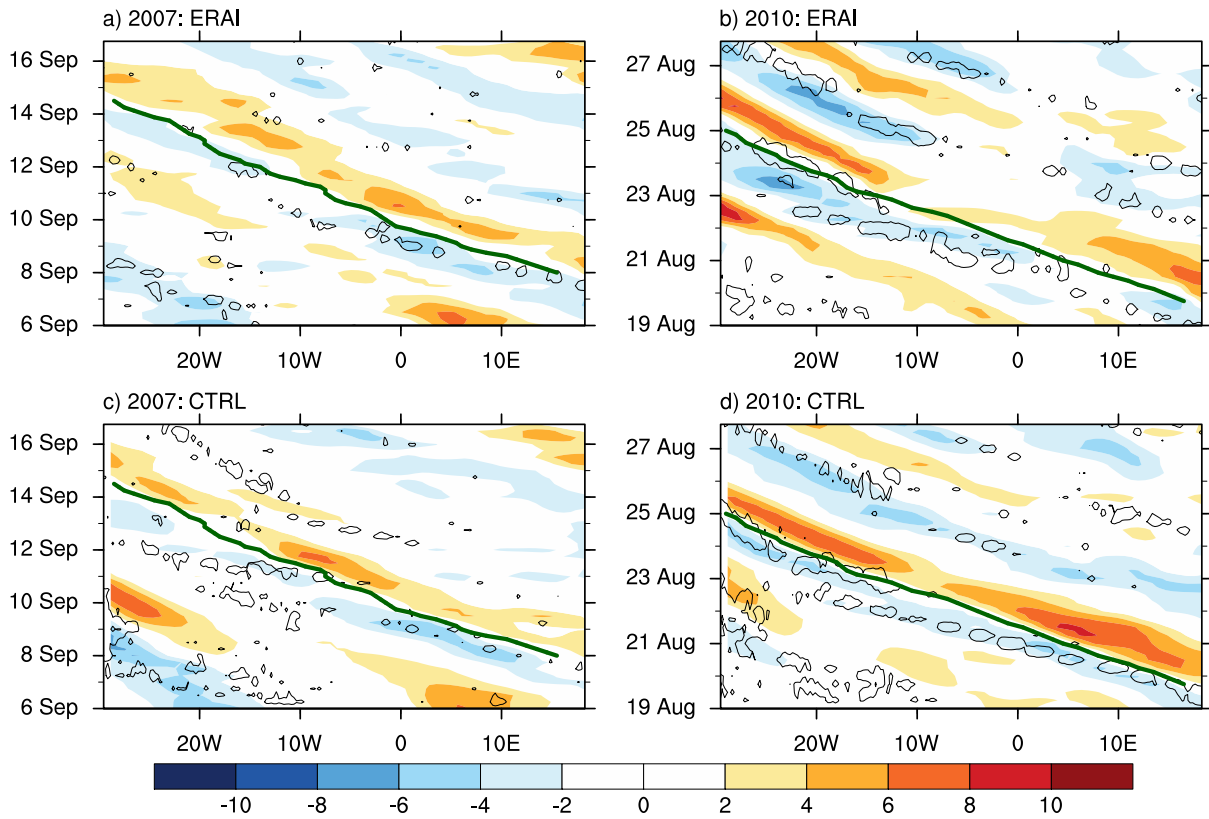 a) 2007: ERAI
b) 2010: ERAI
16 Sep
14 Sep
12 Sep
10 Sep
8 Sep
6 Sep
27 Aug
25 Aug
23 Aug
21 Aug
19 Aug
20W 10W 0 10E
20W 10W 0 10E
c) 2007: CTRL
d) 2010: CTRL
16 Sep
14 Sep
12 Sep
10 Sep
8 Sep
6 Sep
27 Aug
25 Aug
23 Aug
21 Aug
19 Aug
20W 10W 0 10E
20W 10W 0 10E
-10 -8 -6 -4 -2 0 2 4 6 8 10